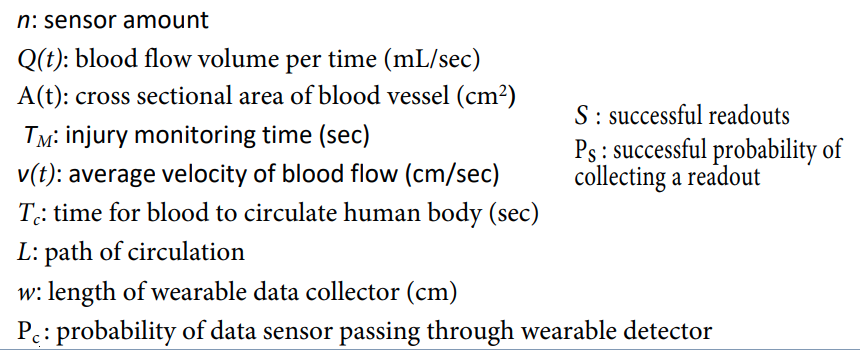 n: sensor amount
Q(t): blood flow volume per time (mL/sec)
A(t): cross sectional area of blood vessel (cm²)
T_M: injury monitoring time (sec)
v(t): average velocity of blood flow (cm/sec)
T_c: time for blood to circulate human body (sec)
L: path of circulation
w: length of wearable data collector (cm)
P_c: probability of data sensor passing through wearable detector
S : successful readouts
P_S : successful probability of
collecting a readout